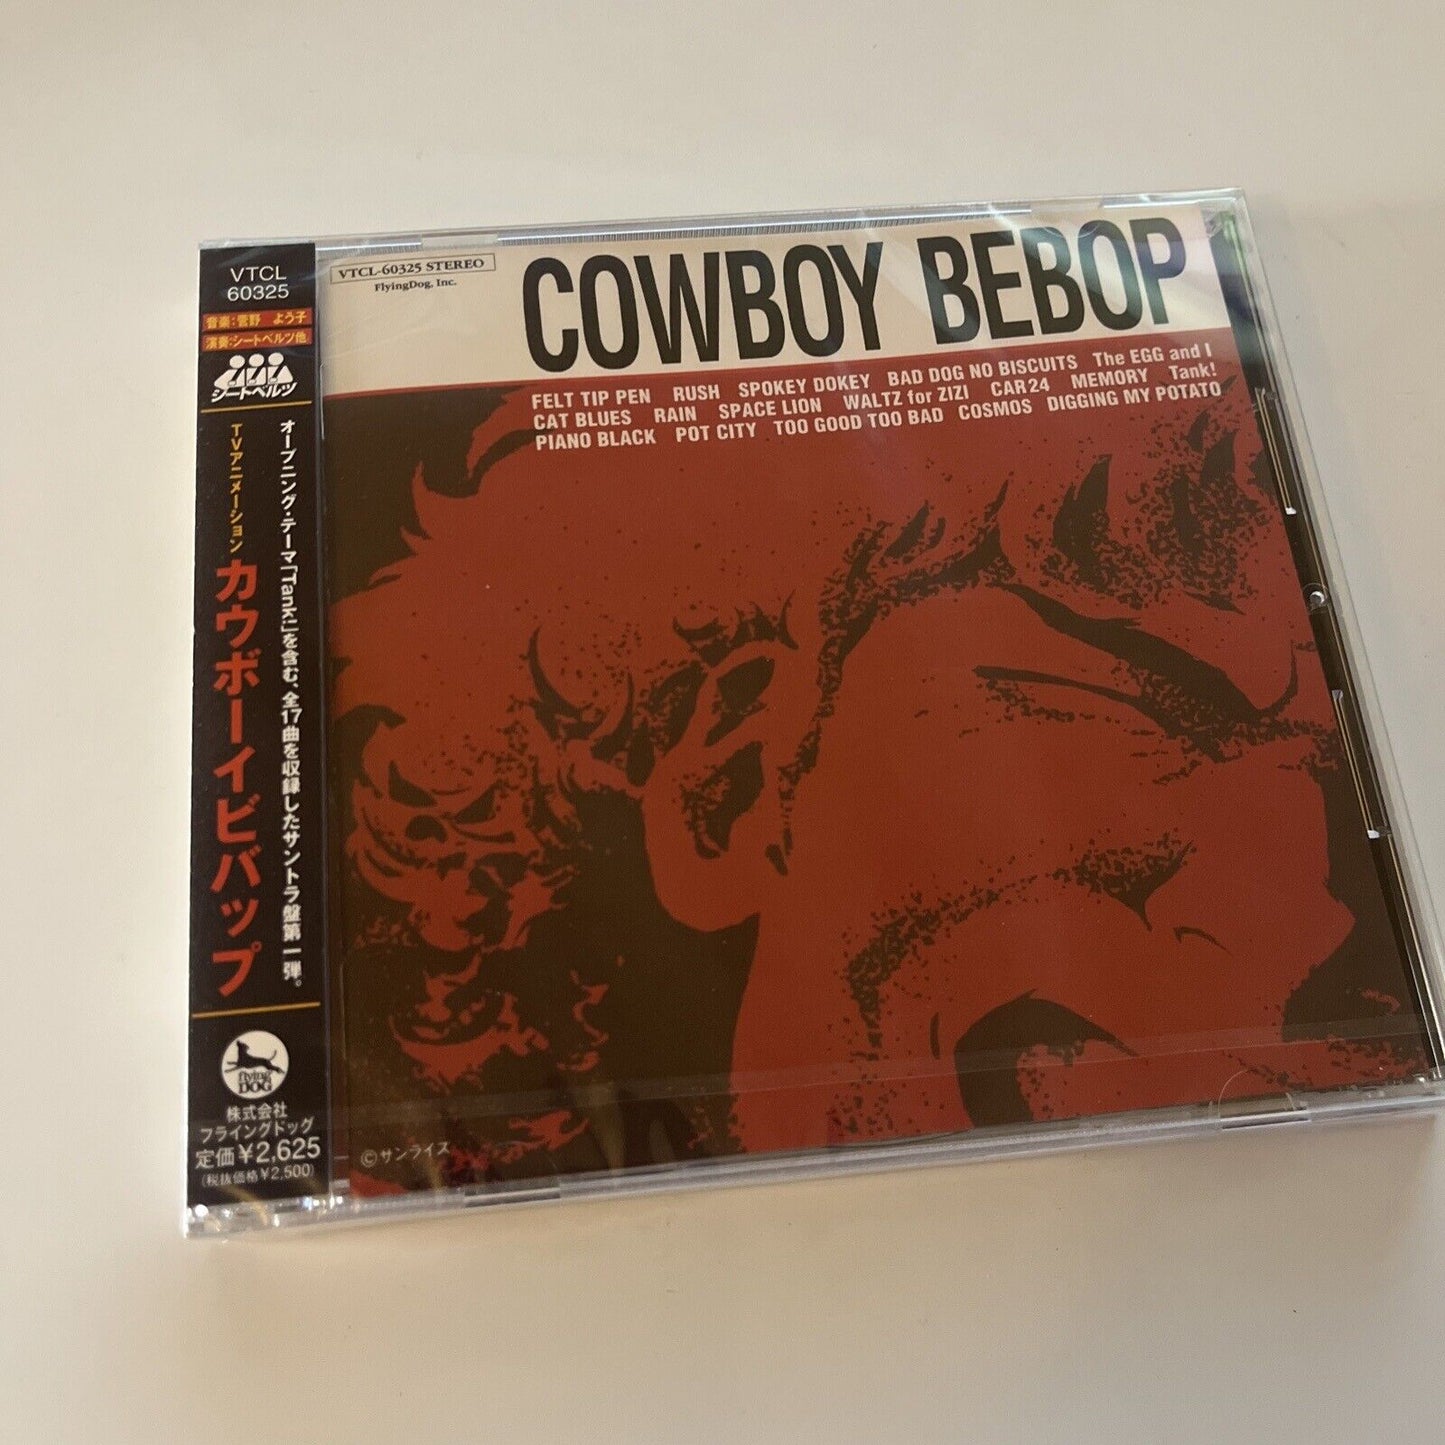 VTCL
60325
音楽:菅野 よう子
演奏:シートベルツ他
シートベルツ
オープニング・テーマ「Tank!」を含む、全17曲を収録したサントラ盤第一弾。
TVアニメーション カウボーイビバップ
flying
DOG
株式会社
フライングドッグ
定価¥2,625
(税抜価格¥2,500)
VTCL-60325 STEREO
FlyingDog, Inc.
COWBOY BEBOP
FELT TIP PEN RUSH SPOKEY DOKEY BAD DOG NO BISCUITS The EGG and I
CAT BLUES RAIN SPACE LION WALTZ for ZIZI CAR 24 MEMORY Tank!
PIANO BLACK POT CITY TOO GOOD TOO BAD COSMOS DIGGING MY POTATO
©サンライズ